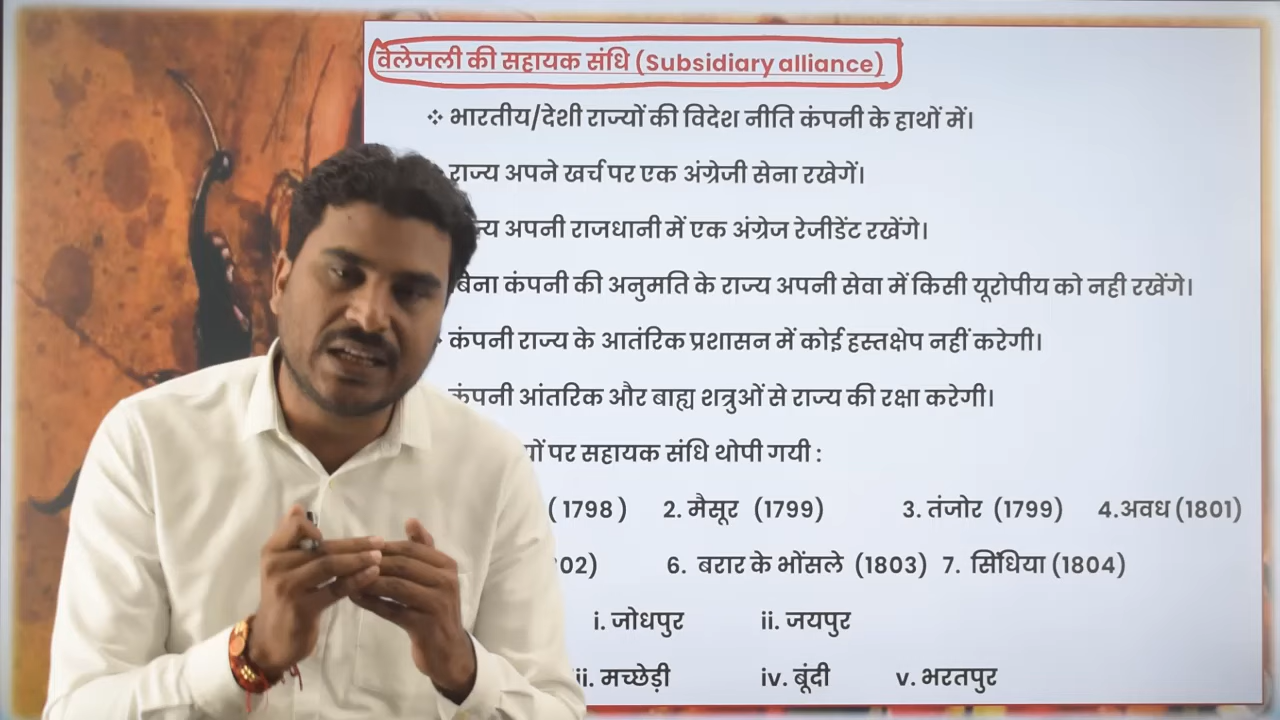 वेलेजली की सहायक संधि (Subsidiary alliance)
❖ भारतीय/देशी राज्यों की विदेश नीति कंपनी के हाथों में।
राज्य अपने खर्च पर एक अंग्रेजी सेना रखेगें।
अपनी राजधानी में एक अंग्रेज रेजीडेंट रखेंगे।
बिना कंपनी की अनुमति के राज्य अपनी सेवा में किसी यूरोपीय को नही रखेंगे।
कंपनी राज्य के आतंरिक प्रशासन में कोई हस्तक्षेप नहीं करेगी।
कंपनी आंतरिक और बाह्य शत्रुओं से राज्य की रक्षा करेगी।
पर सहायक संधि थोपी गयी :
( 1798 ) 2. मैसूर (1799) 3. तंजोर (1799) 4.अवध (1801)
02) 6. बरार के भोंसले (1803) 7. सिंधिया (1804)
i. जोधपुर ii. जयपुर
मच्छेड़ी iv. बूंदी v. भरतपुर